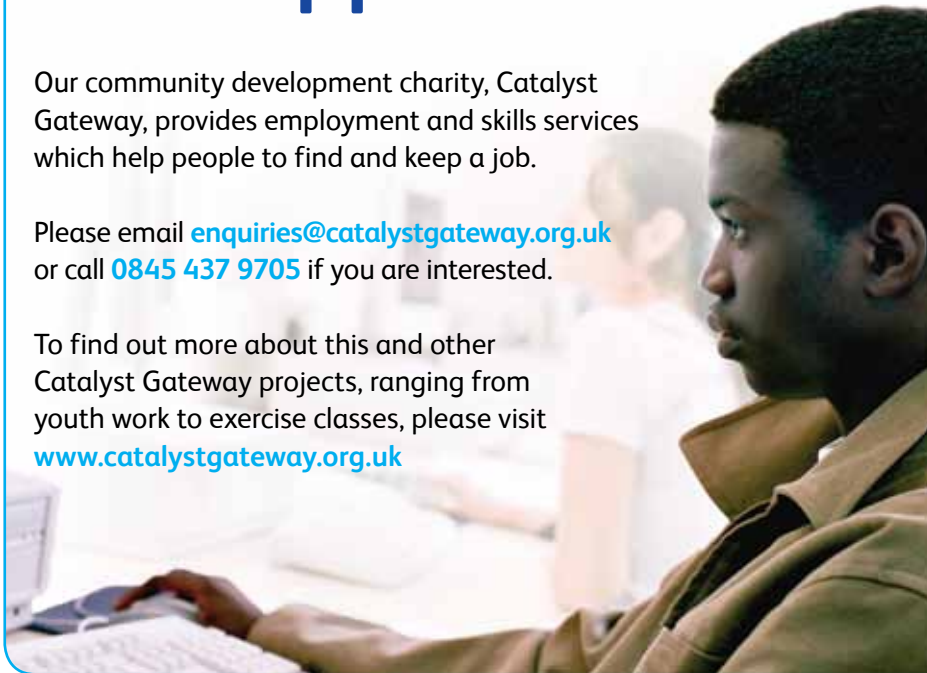 Our community development charity, Catalyst
Gateway, provides employment and skills services
which help people to find and keep a job.
Please email enquiries@catalystgateway.org.uk
or call 0845 437 9705 if you are interested.
To find out more about this and other
Catalyst Gateway projects, ranging from
youth work to exercise classes, please visit
www.catalystgateway.org.uk